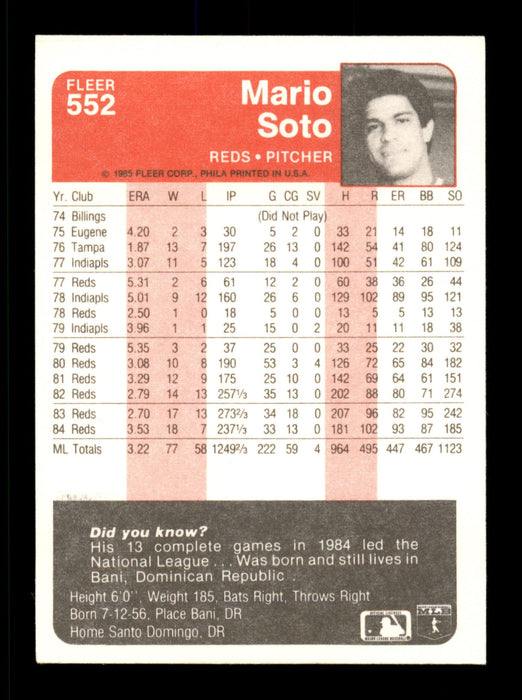 FLEER
552
Mario
Soto
REDS • PITCHER
© 1985 FLEER CORP., PHILA PRINTED IN U.S.A.
Yr. Club ERA W L IP G CG SV H R ER BB SO
74 Billings (Did Not Play)
75 Eugene 4.20 2 3 30 5 2 0 33 21 14 18 11
76 Tampa 1.87 13 7 197 26 13 0 142 54 41 80 124
77 Indiapls 3.07 11 5 123 18 4 0 100 51 42 61 109
77 Reds 5.31 2 6 61 12 2 0 60 38 36 26 44
78 Indiapls 5.01 9 12 160 26 6 0 129 102 89 95 121
78 Reds 2.50 1 0 18 5 0 0 13 5 5 13 13
79 Indiapls 3.96 1 1 25 15 0 2 20 11 11 18 38
79 Reds 5.35 3 2 37 25 0 0 33 25 22 30 32
80 Reds 3.08 10 8 190 53 3 4 126 72 65 84 182
81 Reds 3.29 12 9 175 25 10 0 142 69 64 61 151
82 Reds 2.79 14 13 257⅓ 35 13 0 202 88 80 71 274
83 Reds 2.70 17 13 273⅔ 34 18 0 207 96 82 95 242
84 Reds 3.53 18 7 237⅓ 33 13 0 181 102 93 87 185
ML Totals 3.22 77 58 1249⅔ 222 59 4 964 495 447 467 1123
Did you know?
His 13 complete games in 1984 led the
National League . . . Was born and still lives in
Bani, Dominican Republic .
Height 6'0'', Weight 185, Bats Right, Throws Right
Born 7-12-56, Place Bani, DR
Home Santo Domingo, DR
MAJOR LEAGUE BASEBALL